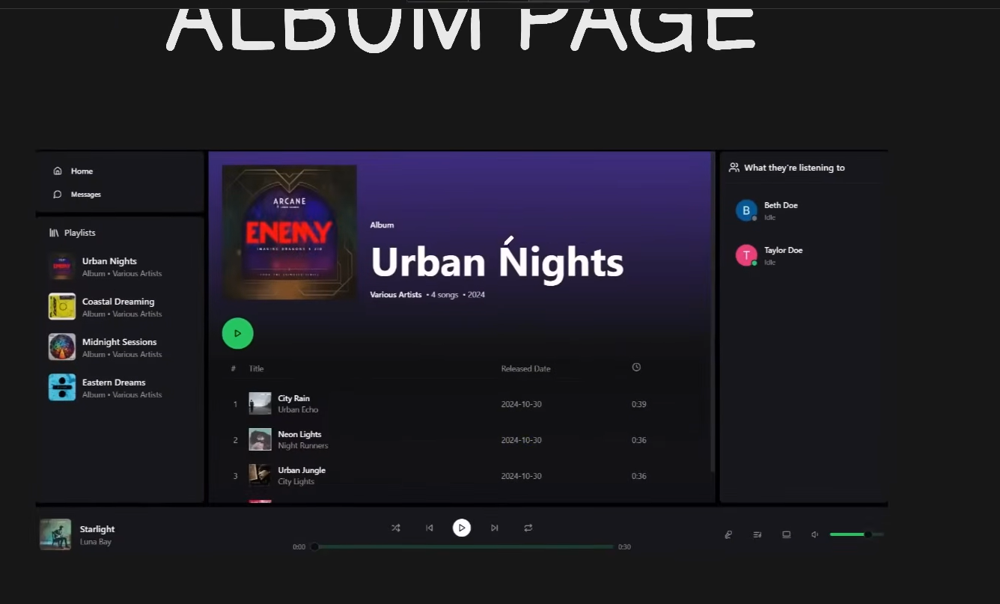 ALBUM PAGE
Home
Messages
Playlists
Urban Nights
Album • Various Artists
Coastal Dreaming
Album • Various Artists
Midnight Sessions
Album • Various Artists
Eastern Dreams
Album • Various Artists
ARCANE
ENEMY
IMAGINE DRAGONS × JID
Album
Urban Nights
Various Artists • 4 songs • 2024
# Title Released Date
1 City Rain 2024-10-30 0:39
Urban Echo
2 Neon Lights 2024-10-30 0:36
Night Runners
3 Urban Jungle 2024-10-30 0:36
City Lights
What they're listening to
B Beth Doe
Idle
T Taylor Doe
Idle
Starlight
Luna Bay
0:00 0:30